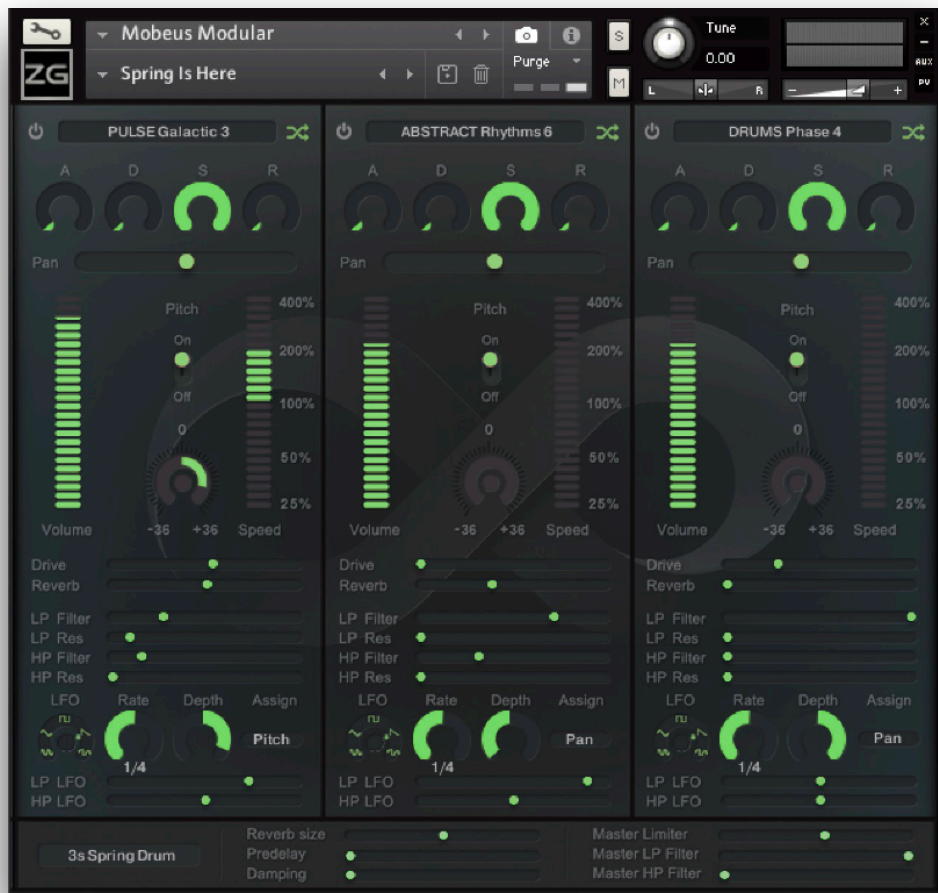 Mobeus Modular
Purge
S
Tune
0.00
×
AUX
PV
ZG
Spring Is Here
M
L R
- +
PULSE Galactic 3
ABSTRACT Rhythms 6
DRUMS Phase 4
A D S R
A D S R
A D S R
Pan
Pan
Pan
Pitch
On
Off
0
400%
200%
100%
50%
25%
Volume -36 +36 Speed
Pitch
On
Off
0
400%
200%
100%
50%
25%
Volume -36 +36 Speed
Pitch
On
Off
0
400%
200%
100%
50%
25%
Volume -36 +36 Speed
Drive
Reverb
LP Filter
LP Res
HP Filter
HP Res
LFO Rate Depth Assign
1/4
Pitch
LP LFO
HP LFO
Drive
Reverb
LP Filter
LP Res
HP Filter
HP Res
LFO Rate Depth Assign
1/4
Pan
LP LFO
HP LFO
Drive
Reverb
LP Filter
LP Res
HP Filter
HP Res
LFO Rate Depth Assign
1/4
Pan
LP LFO
HP LFO
3s Spring Drum
Reverb size
Predelay
Damping
Master Limiter
Master LP Filter
Master HP Filter